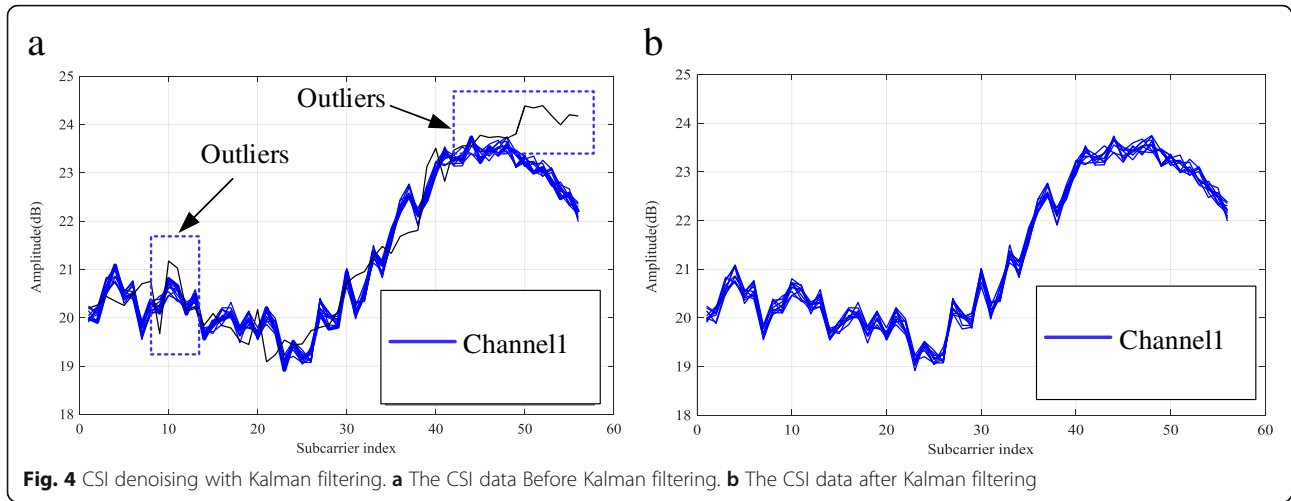 a
25
24
23
22
21
20
19
18
0
10
20
30
40
50
60
Amplitude(dB)
Subcarrier index
Outliers
Outliers
Channel1
b
25
24
23
22
21
20
19
18
0
10
20
30
40
50
60
Amplitude(dB)
Subcarrier index
Channel1
Fig. 4 CSI denoising with Kalman filtering. a The CSI data Before Kalman filtering. b The CSI data after Kalman filtering